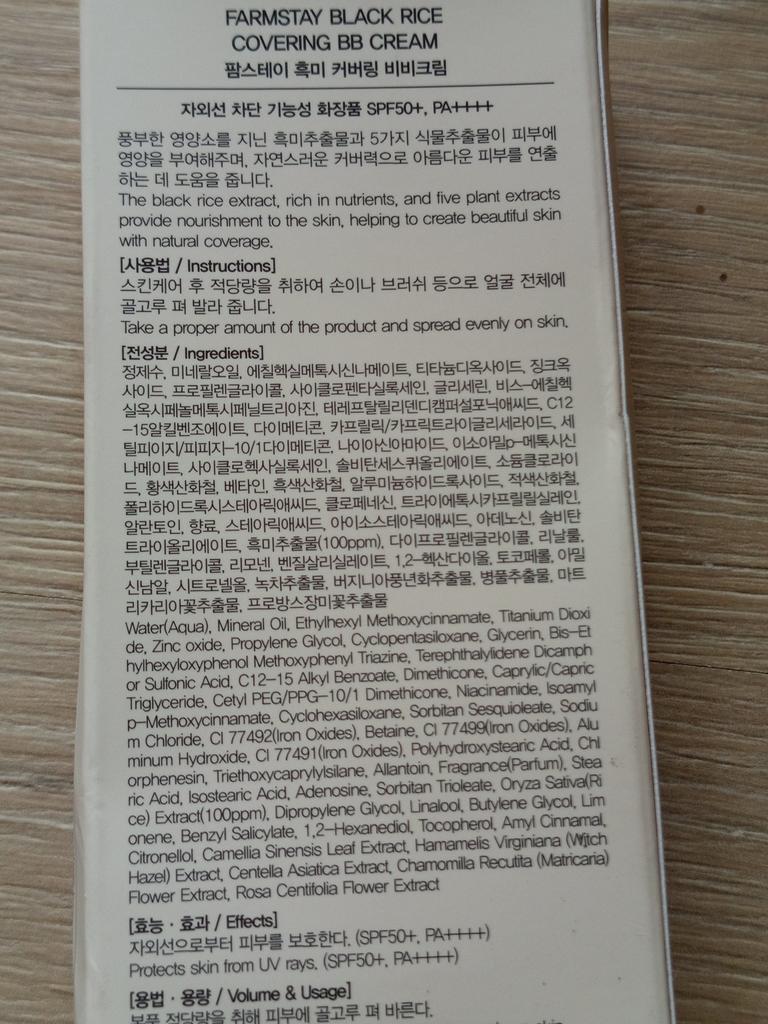 FARMSTAY BLACK RICE
COVERING BB CREAM
팜스테이 흑미 커버링 비비크림
자외선 차단 기능성 화장품 SPF50+, PA++++
풍부한 영양소를 지닌 흑미추출물과 5가지 식물추출물이 피부에
영양을 부여해주며, 자연스러운 커버력으로 아름다운 피부를 연출
하는 데 도움을 줍니다.
The black rice extract, rich in nutrients, and five plant extracts
provide nourishment to the skin, helping to create beautiful skin
with natural coverage.
[사용법 / Instructions]
스킨케어 후 적당량을 취하여 손이나 브러쉬 등으로 얼굴 전체에
골고루 펴 발라 줍니다.
Take a proper amount of the product and spread evenly on skin.
[전성분 / Ingredients]
정제수, 미네랄오일, 에칠헥실메톡시신나메이트, 티타늄디옥사이드, 징크옥
사이드, 프로필렌글라이콜, 사이클로펜타실록세인, 글리세린, 비스-에칠헥
실옥시페놀메톡시페닐트리아진, 테레프탈릴리덴디캠퍼설포닉애씨드, C12
-15알킬벤조에이트, 다이메티콘, 카프릴릭/카프릭트라이글리세라이드, 세
틸피이지/피피지-10/1다이메티콘, 나이아신아마이드, 이소아밀p-메톡시신
나메이트, 사이클로헥사실록세인, 솔비탄세스퀴올리에이트, 소듐클로라이
드, 황색산화철, 베타인, 흑색산화철, 알루미늄하이드록사이드, 적색산화철,
폴리하이드록시스테아릭애씨드, 클로페네신, 트라이에톡시카프릴릴실레인,
알란토인, 향료, 스테아릭애씨드, 아이소스테아릭애씨드, 아데노신, 솔비탄
트라이올리에이트, 흑미추출물(100ppm), 다이프로필렌글라이콜, 리날룰,
부틸렌글라이콜, 리모넨, 벤질살리실레이트, 1,2-헥산다이올, 토코페롤, 아밀
신남알, 시트로넬올, 녹차추출물, 버지니아풍년화추출물, 병풀추출물, 마트
리카리아꽃추출물, 프로방스장미꽃추출물
Water(Aqua), Mineral Oil, Ethylhexyl Methoxycinnamate, Titanium Dioxi
de, Zinc oxide, Propylene Glycol, Cyclopentasiloxane, Glycerin, Bis-Et
hylhexyloxyphenol Methoxyphenyl Triazine, Terephthalylidene Dicamph
or Sulfonic Acid, C12-15 Alkyl Benzoate, Dimethicone, Caprylic/Capric
Triglyceride, Cetyl PEG/PPG-10/1 Dimethicone, Niacinamide, Isoamyl
p-Methoxycinnamate, Cyclohexasiloxane, Sorbitan Sesquioleate, Sodiu
m Chloride, CI 77492(Iron Oxides), Betaine, CI 77499(Iron Oxides), Alu
minum Hydroxide, CI 77491(Iron Oxides), Polyhydroxystearic Acid, Chl
orphenesin, Triethoxycaprylylsilane, Allantoin, Fragrance(Parfum), Stea
ric Acid, Isostearic Acid, Adenosine, Sorbitan Trioleate, Oryza Sativa(Ri
ce) Extract(100ppm), Dipropylene Glycol, Linalool, Butylene Glycol, Lim
onene, Benzyl Salicylate, 1,2-Hexanediol, Tocopherol, Amyl Cinnamal,
Citronellol, Camellia Sinensis Leaf Extract, Hamamelis Virginiana (Witch
Hazel) Extract, Centella Asiatica Extract, Chamomilla Recutita (Matricaria)
Flower Extract, Rosa Centifolia Flower Extract
[효능 · 효과 / Effects]
자외선으로부터 피부를 보호한다. (SPF50+, PA++++)
Protects skin from UV rays. (SPF50+, PA++++)
[용법 · 용량 / Volume & Usage]
본품 적당량을 취해 피부에 골고루 펴 바른다.